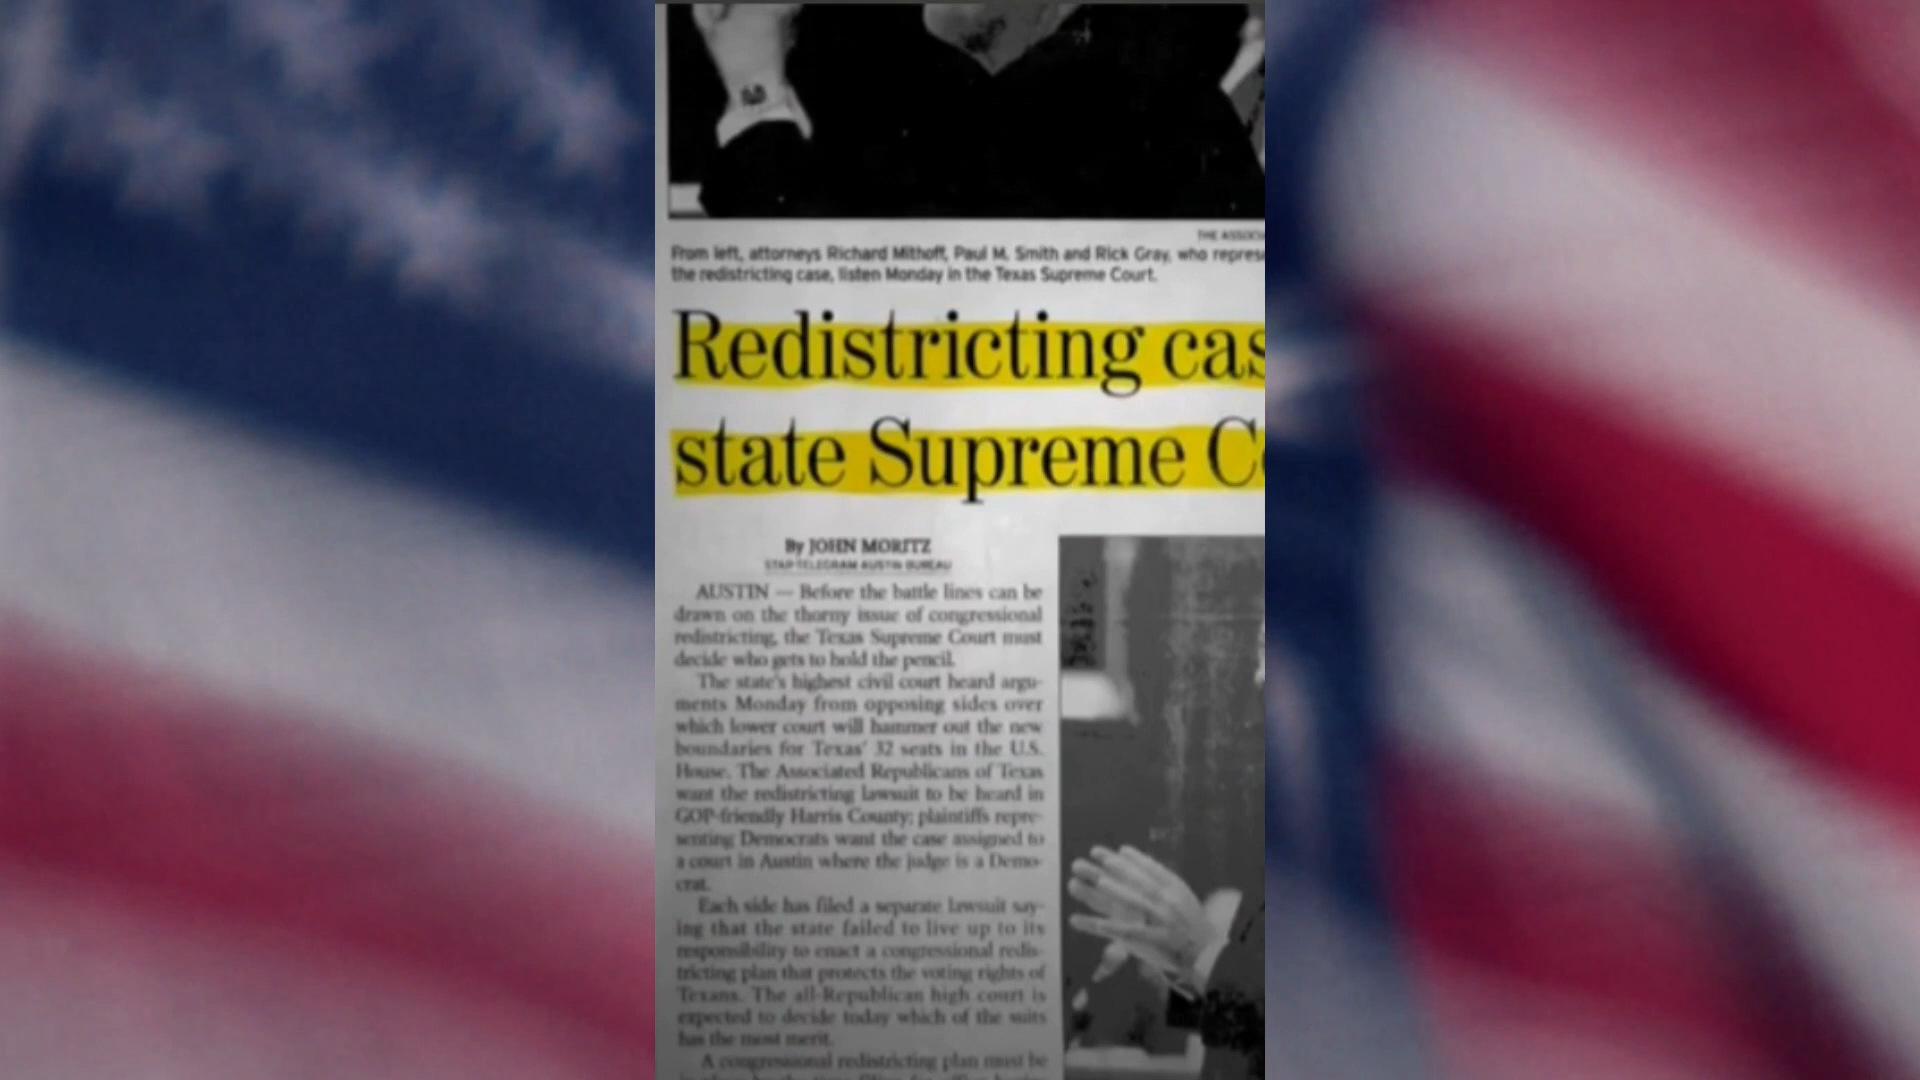 THE ASSOCI
From left, attorneys Richard Mithoff, Paul M. Smith and Rick Gray, who repres
the redistricting case, listen Monday in the Texas Supreme Court.
Redistricting cas
state Supreme C
By JOHN MORITZ
STAR-TELEGRAM AUSTIN BUREAU
AUSTIN — Before the battle lines can be
drawn on the thorny issue of congressional
redistricting, the Texas Supreme Court must
decide who gets to hold the pencil.
The state's highest civil court heard argu-
ments Monday from opposing sides over
which lower court will hammer out the new
boundaries for Texas' 32 seats in the U.S.
House. The Associated Republicans of Texas
want the redistricting lawsuit to be heard in
GOP-friendly Harris County; plaintiffs repre-
senting Democrats want the case assigned to
a court in Austin where the judge is a Demo-
crat.
Each side has filed a separate lawsuit say-
ing that the state failed to live up to its
responsibility to enact a congressional redis-
tricting plan that protects the voting rights of
Texans. The all-Republican high court is
expected to decide today which of the suits
has the most merit.
A congressional redistricting plan must be